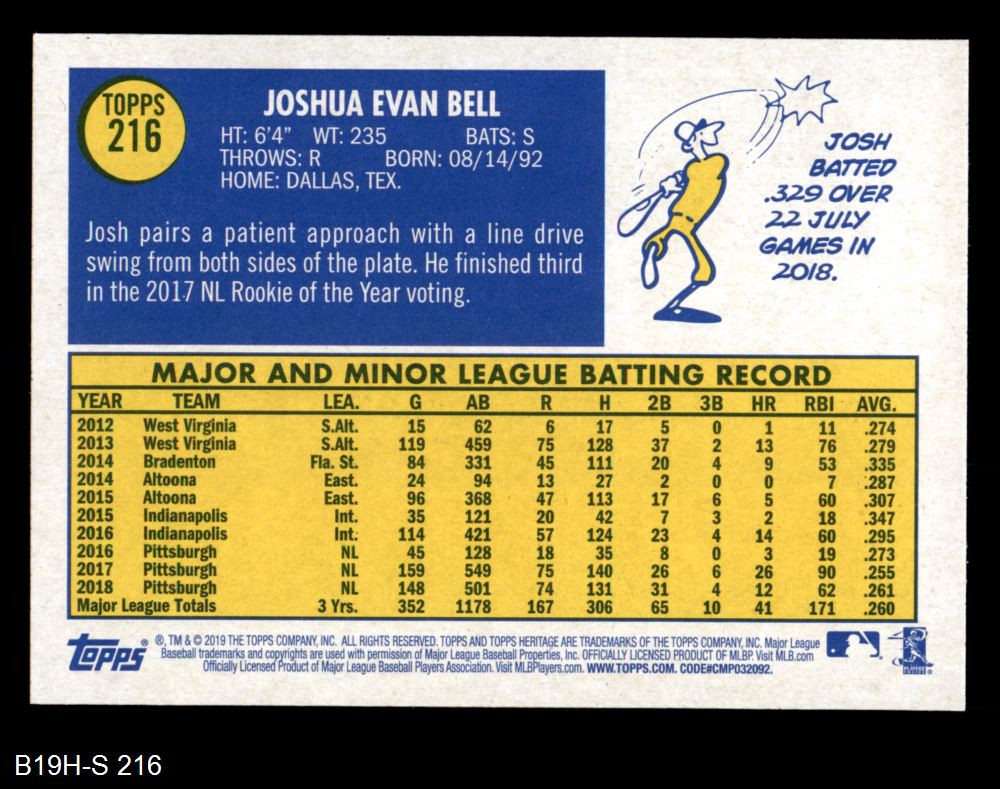 TOPPS
216
JOSHUA EVAN BELL
HT: 6'4" WT: 235 BATS: S
THROWS: R BORN: 08/14/92
HOME: DALLAS, TEX.
Josh pairs a patient approach with a line drive
swing from both sides of the plate. He finished third
in the 2017 NL Rookie of the Year voting.
JOSH
BATTED
.329 OVER
22 JULY
GAMES IN
2018.
MAJOR AND MINOR LEAGUE BATTING RECORD
YEAR TEAM LEA. G AB R H 2B 3B HR RBI AVG.
2012 West Virginia S.Alt. 15 62 6 17 5 0 1 11 .274
2013 West Virginia S.Alt. 119 459 75 128 37 2 13 76 .279
2014 Bradenton Fla. St. 84 331 45 111 20 4 9 53 .335
2014 Altoona East. 24 94 13 27 2 0 0 7 .287
2015 Altoona East. 96 368 47 113 17 6 5 60 .307
2015 Indianapolis Int. 35 121 20 42 7 3 2 18 .347
2016 Indianapolis Int. 114 421 57 124 23 4 14 60 .295
2016 Pittsburgh NL 45 128 18 35 8 0 3 19 .273
2017 Pittsburgh NL 159 549 75 140 26 6 26 90 .255
2018 Pittsburgh NL 148 501 74 131 31 4 12 62 .261
Major League Totals 3 Yrs. 352 1178 167 306 65 10 41 171 .260
topps ® ®, TM & © 2019 THE TOPPS COMPANY, INC. ALL RIGHTS RESERVED. TOPPS AND TOPPS HERITAGE ARE TRADEMARKS OF THE TOPPS COMPANY, INC. Major League
Baseball trademarks and copyrights are used with permission of Major League Baseball Properties, Inc. OFFICIALLY LICENSED PRODUCT OF MLBP. Visit MLB.com
Officially Licensed Product of Major League Baseball Players Association. Visit MLBPlayers.com. WWW.TOPPS.COM. CODE#CMP032092.
B19H-S 216